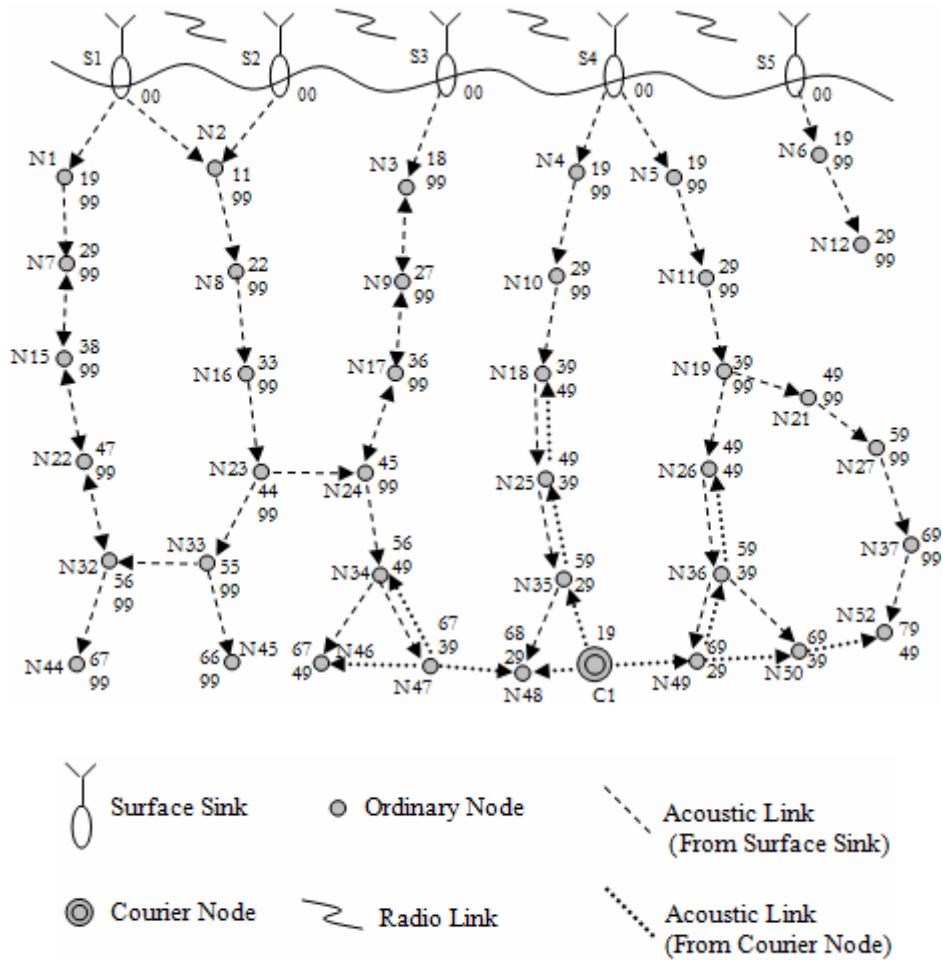 S1
S2
S3
S4
S5
00
00
00
00
00
N2
N1
19
99
11
99
N3
18
99
N4
19
99
N5
19
99
N6
19
99
N7
29
99
N8
22
99
N9
27
99
N10
29
99
N11
29
99
N12
29
99
N15
38
99
N16
33
99
N17
36
99
N18
39
49
N19
39
99
N21
49
99
N22
47
99
N23
44
99
N24
45
99
N25
49
39
N26
49
49
N27
59
99
N32
56
99
N33
55
99
N34
56
49
N35
59
29
N36
59
39
N37
69
99
N44
67
99
N45
66
99
N46
67
49
N47
67
39
N48
68
29
C1
19
N49
69
29
N50
69
39
N52
79
49
Surface Sink
Ordinary Node
Acoustic Link
(From Surface Sink)
Courier Node
Radio Link
Acoustic Link
(From Courier Node)